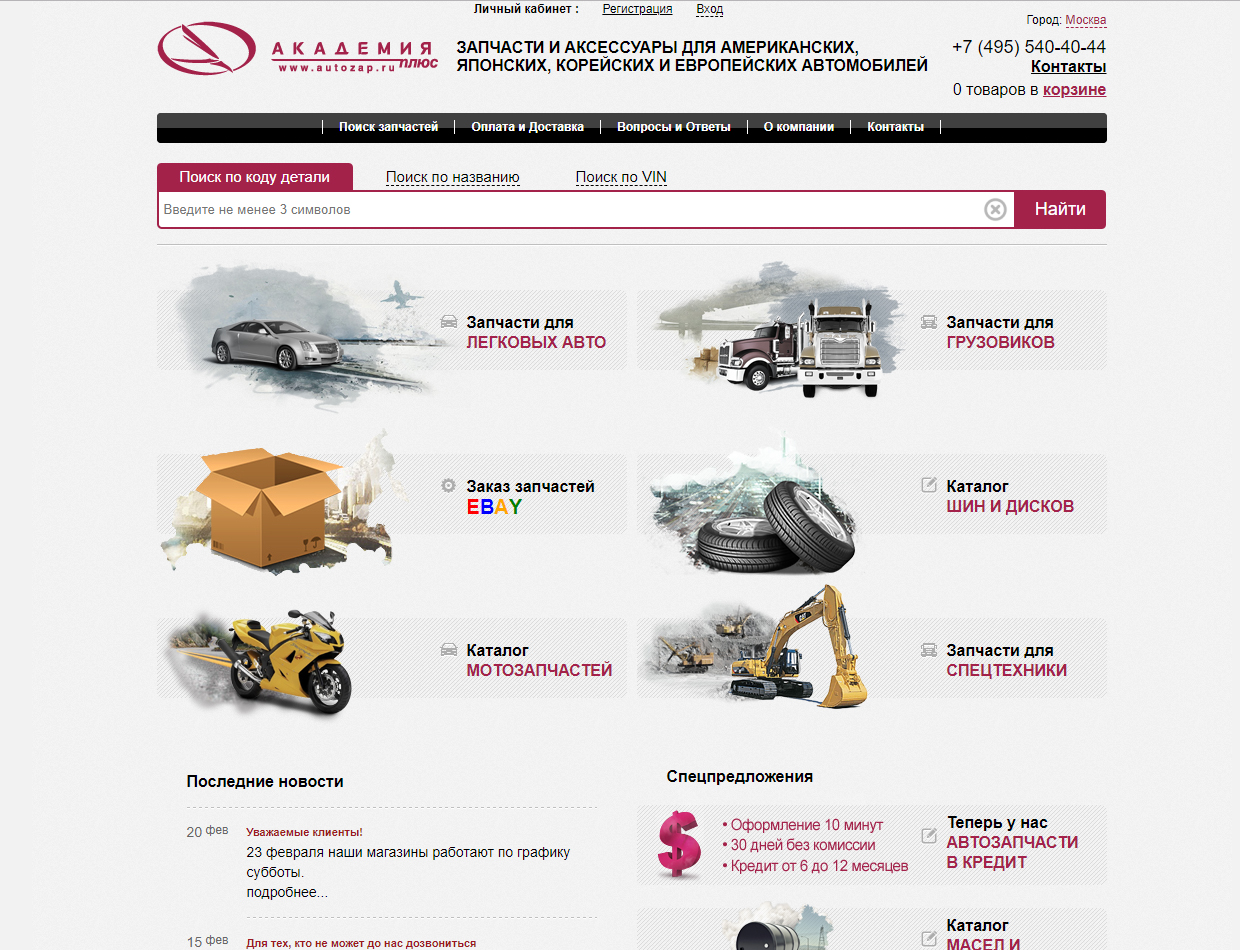 Личный кабинет : Регистрация Вход
Город: Москва
АКАДЕМИЯ
плюс
www.autozap.ru
ЗАПЧАСТИ И АКСЕССУАРЫ ДЛЯ АМЕРИКАНСКИХ,
ЯПОНСКИХ, КОРЕЙСКИХ И ЕВРОПЕЙСКИХ АВТОМОБИЛЕЙ
+7 (495) 540-40-44
Контакты
0 товаров в корзине
Поиск запчастей Оплата и Доставка Вопросы и Ответы О компании Контакты
Поиск по коду детали Поиск по названию Поиск по VIN
Введите не менее 3 символов Найти
Запчасти для
ЛЕГКОВЫХ АВТО
Запчасти для
ГРУЗОВИКОВ
Заказ запчастей
EBAY
Каталог
ШИН И ДИСКОВ
Каталог
МОТОЗАПЧАСТЕЙ
CAT
Запчасти для
СПЕЦТЕХНИКИ
Последние новости
20 фев Уважаемые клиенты!
23 февраля наши магазины работают по графику
субботы.
подробнее...
15 фев Для тех, кто не может до нас дозвониться
Спецпредложения
• Оформление 10 минут
• 30 дней без комиссии
• Кредит от 6 до 12 месяцев
Теперь у нас
АВТОЗАПЧАСТИ
В КРЕДИТ
Каталог
МАСЕЛ И